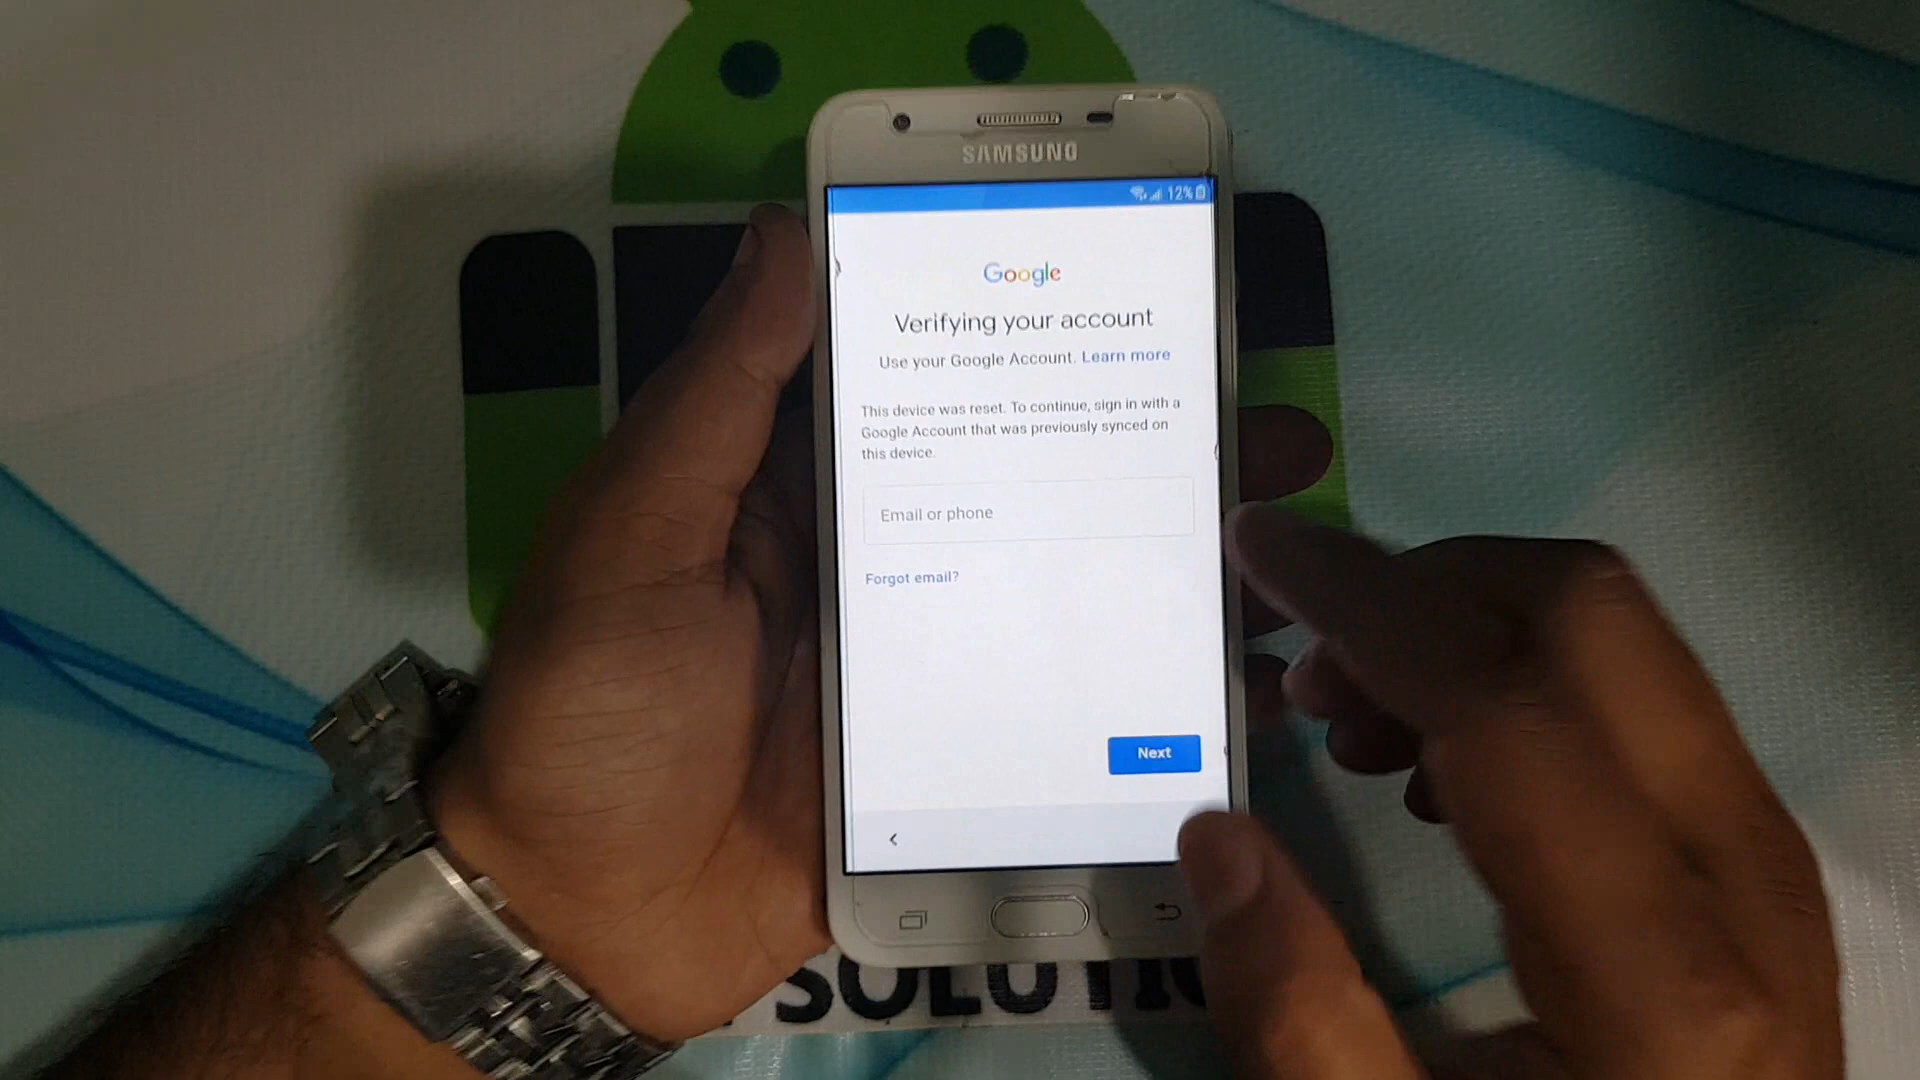 SAMSUNG
12%
Google
Verifying your account
Use your Google Account. Learn more
This device was reset. To continue, sign in with a
Google Account that was previously synced on
this device.
Email or phone
Forgot email?
Next